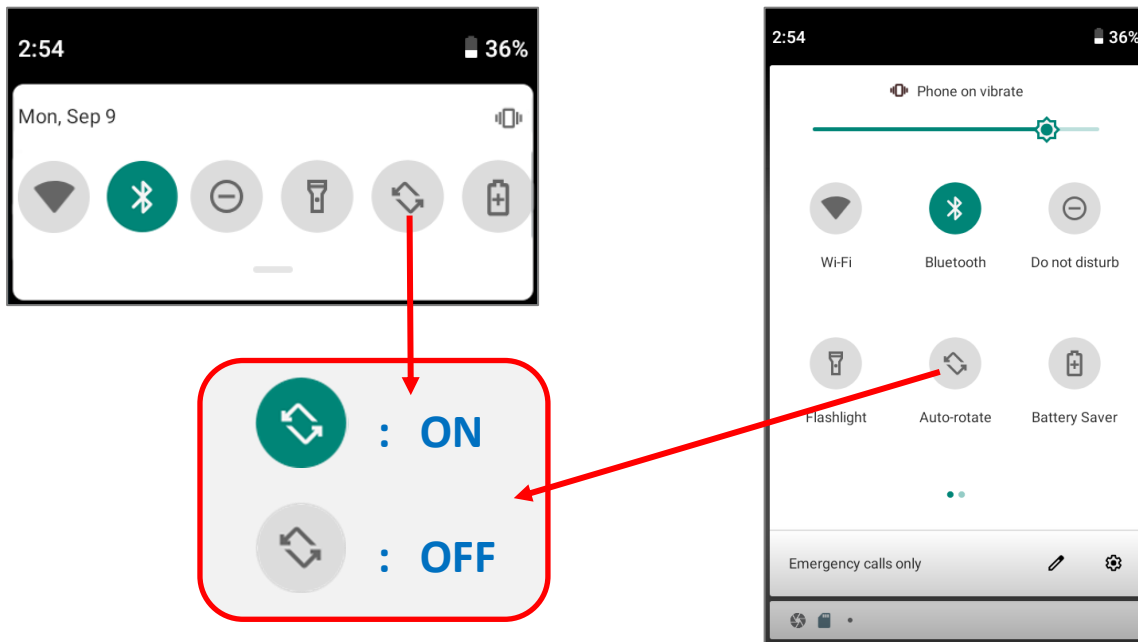 2:54 36%
Mon, Sep 9
: ON
: OFF
2:54 36%
Phone on vibrate
Wi-Fi Bluetooth Do not disturb
Flashlight Auto-rotate Battery Saver
Emergency calls only